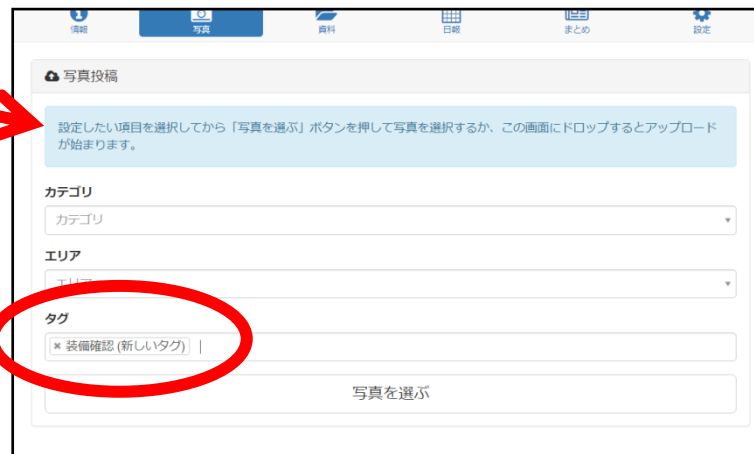 情報
写真
資料
日報
まとめ
設定
写真投稿
設定したい項目を選択してから「写真を選ぶ」ボタンを押して写真を選択するか、この画面にドロップするとアップロード
が始まります。
カテゴリ
カテゴリ
エリア
エリア
タグ
× 装備確認 (新しいタグ)
写真を選ぶ